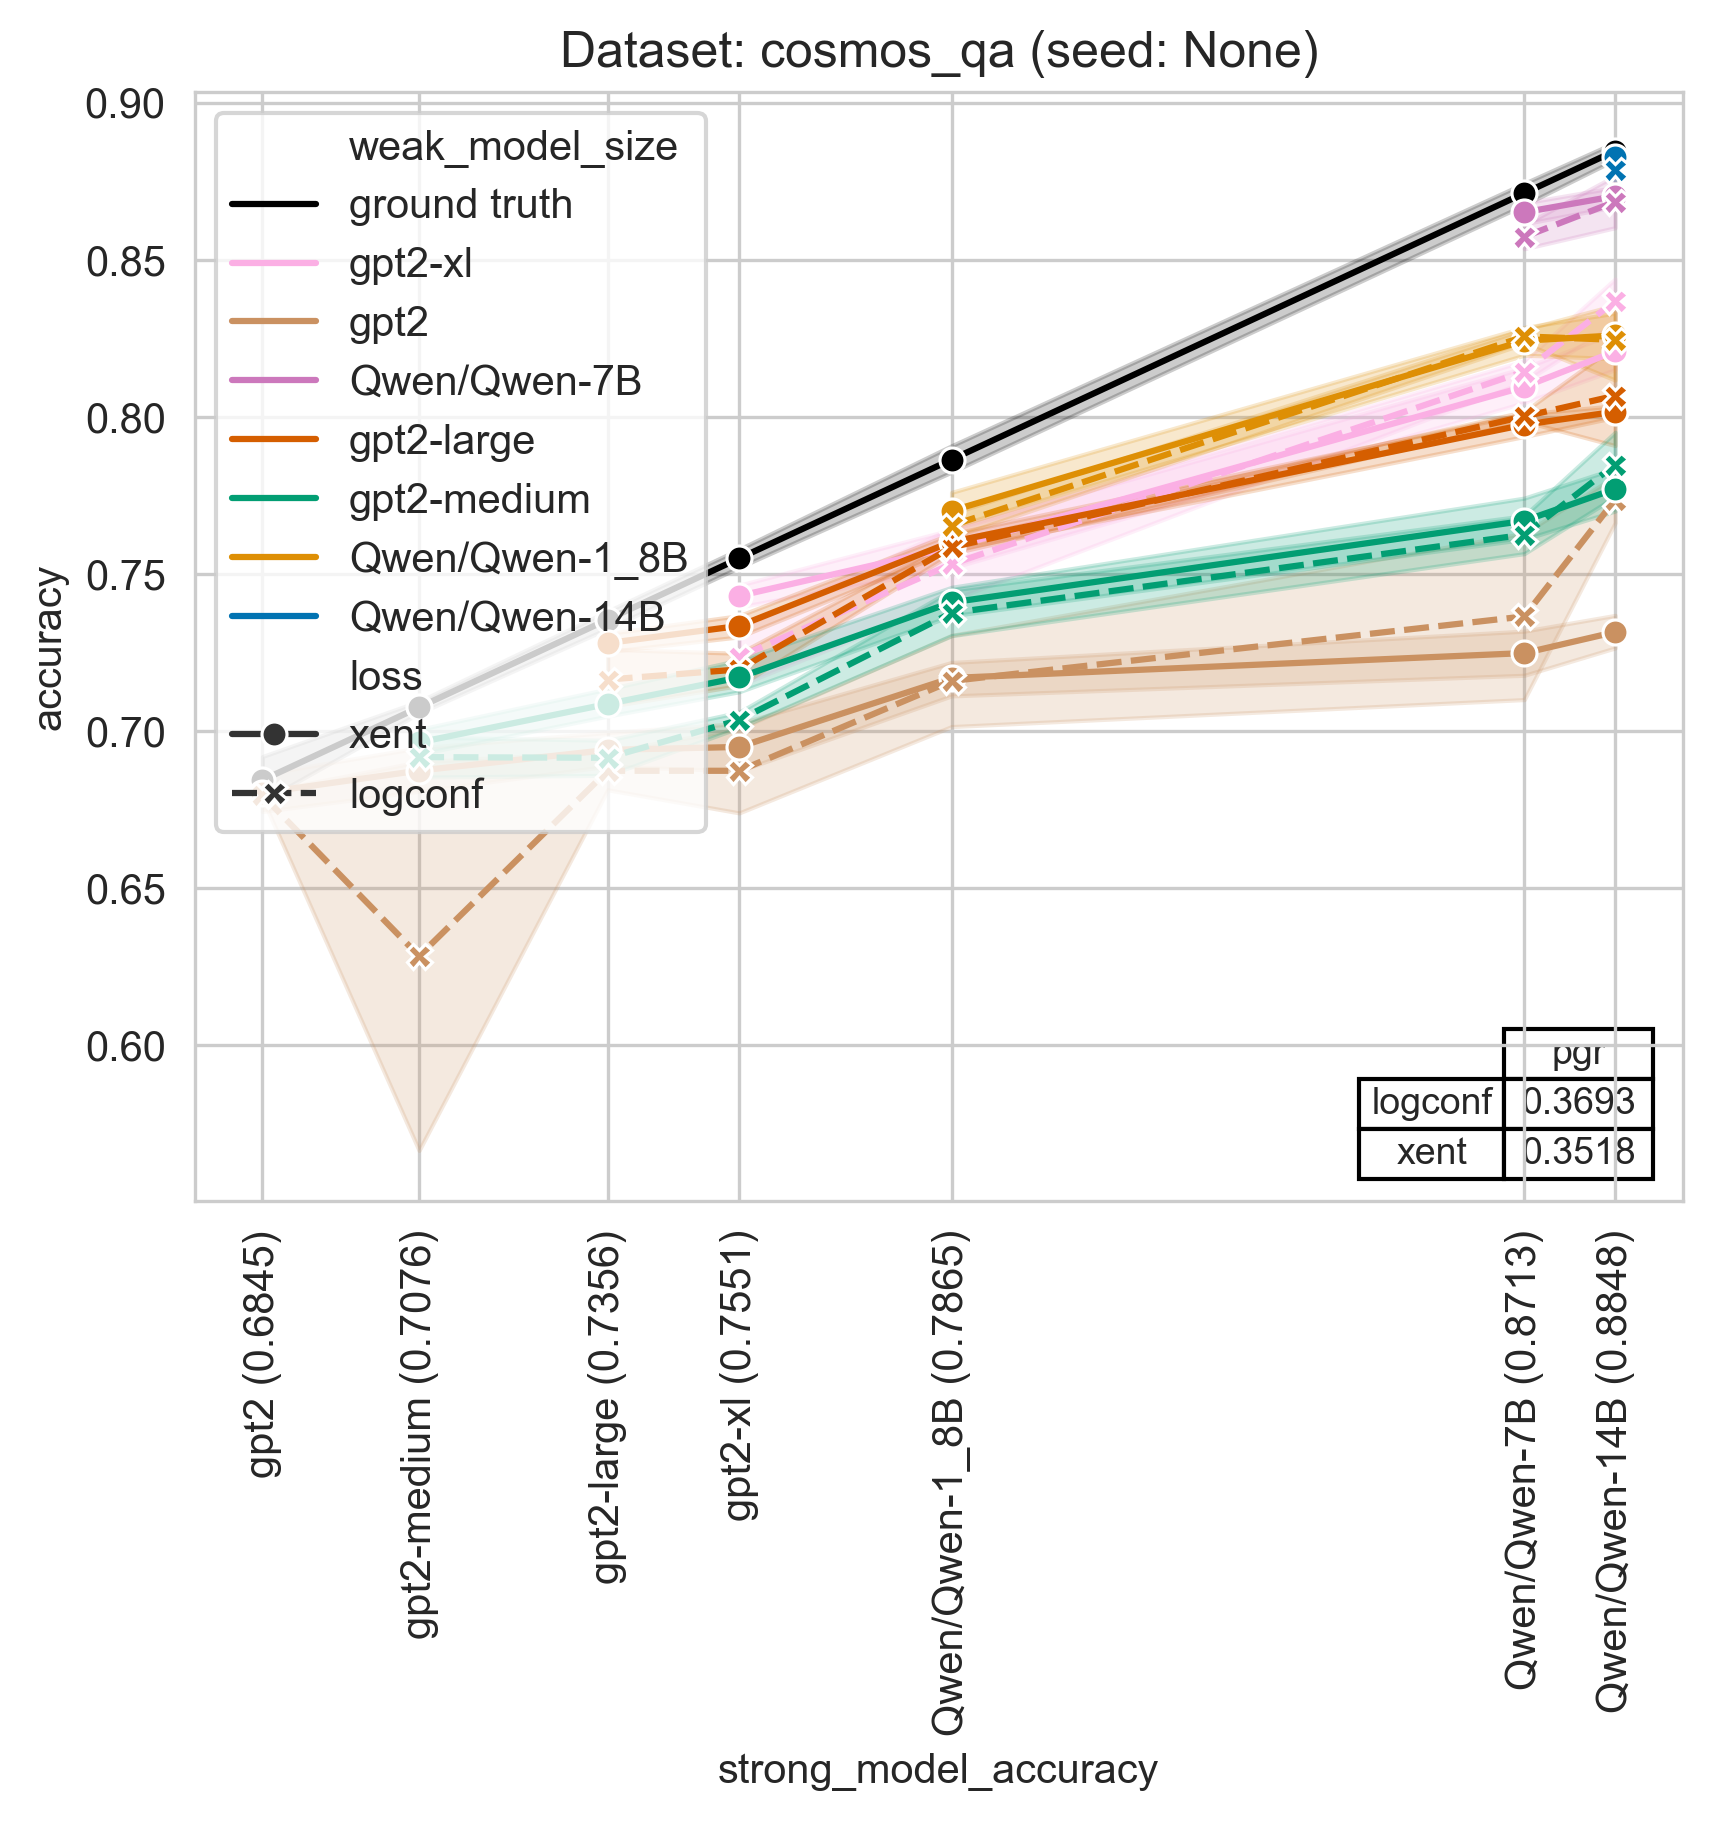 Dataset: cosmos_qa (seed: None)
accuracy
0.90
0.85
0.80
0.75
0.70
0.65
0.60
weak_model_size
ground truth
gpt2-xl
gpt2
Qwen/Qwen-7B
gpt2-large
gpt2-medium
Qwen/Qwen-1_8B
Qwen/Qwen-14B
loss
xent
logconf
pgr
logconf 0.3693
xent 0.3518
gpt2 (0.6845)
gpt2-medium (0.7076)
gpt2-large (0.7356)
gpt2-xl (0.7551)
Qwen/Qwen-1_8B (0.7865)
Qwen/Qwen-7B (0.8713)
Qwen/Qwen-14B (0.8848)
strong_model_accuracy